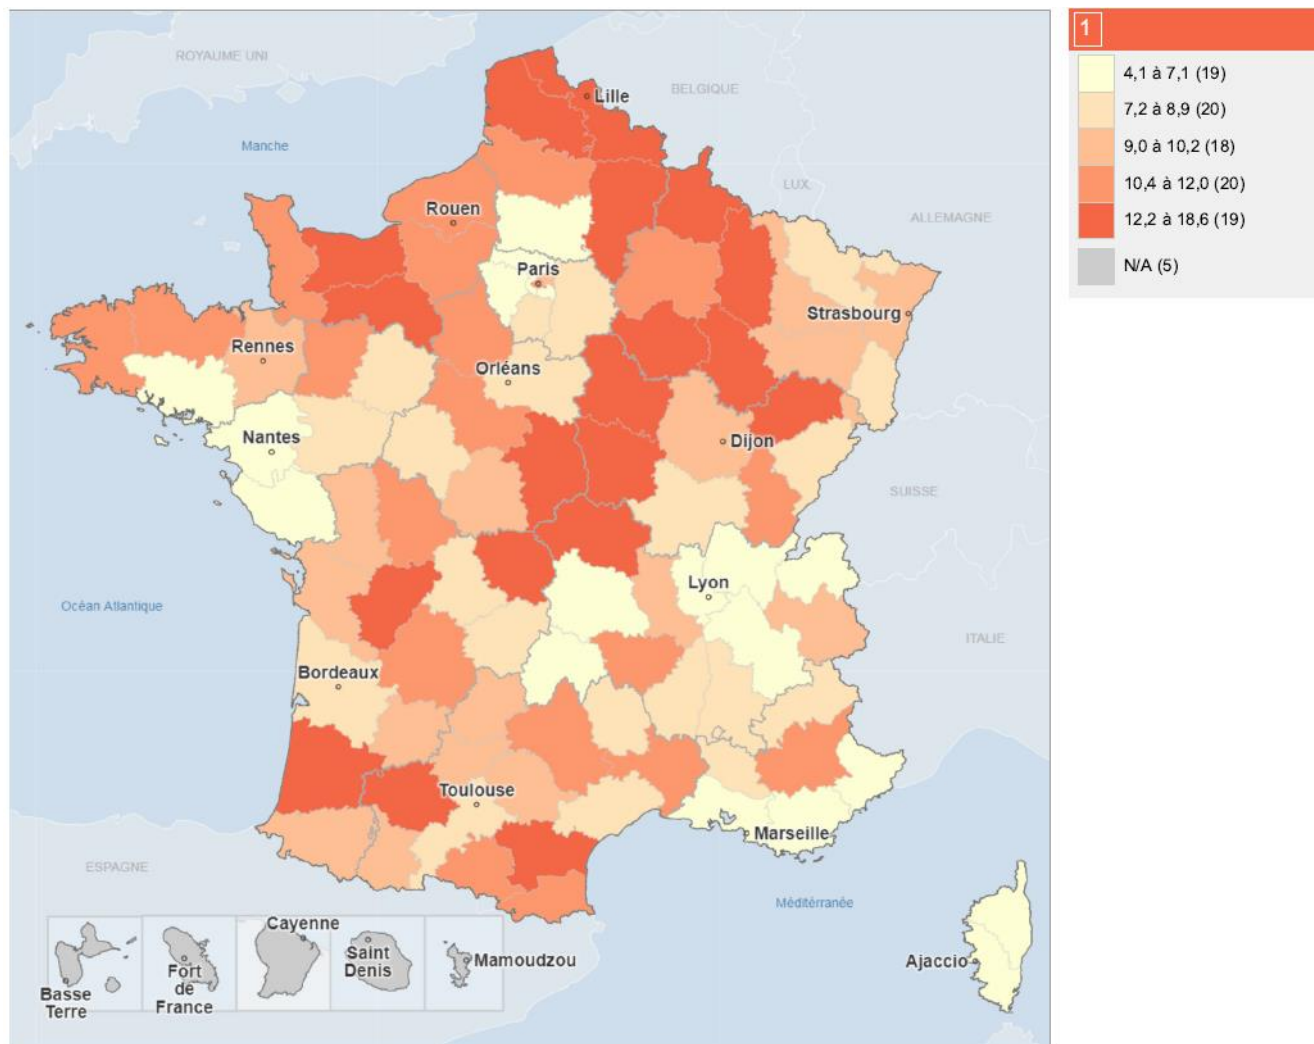 ROYAUME UNI
Lille
BELGIQUE
Manche
LUX.
ALLEMAGNE
Rouen
Paris
Strasbourg
Rennes
Orléans
Nantes
Dijon
SUISSE
Océan Atlantique
Lyon
ITALIE
Bordeaux
Toulouse
Marseille
ESPAGNE
Méditérranée
Ajaccio
Basse
Terre
Fort
de
France
Cayenne
Saint
Denis
Mamoudzou
1
4,1 à 7,1 (19)
7,2 à 8,9 (20)
9,0 à 10,2 (18)
10,4 à 12,0 (20)
12,2 à 18,6 (19)
N/A (5)